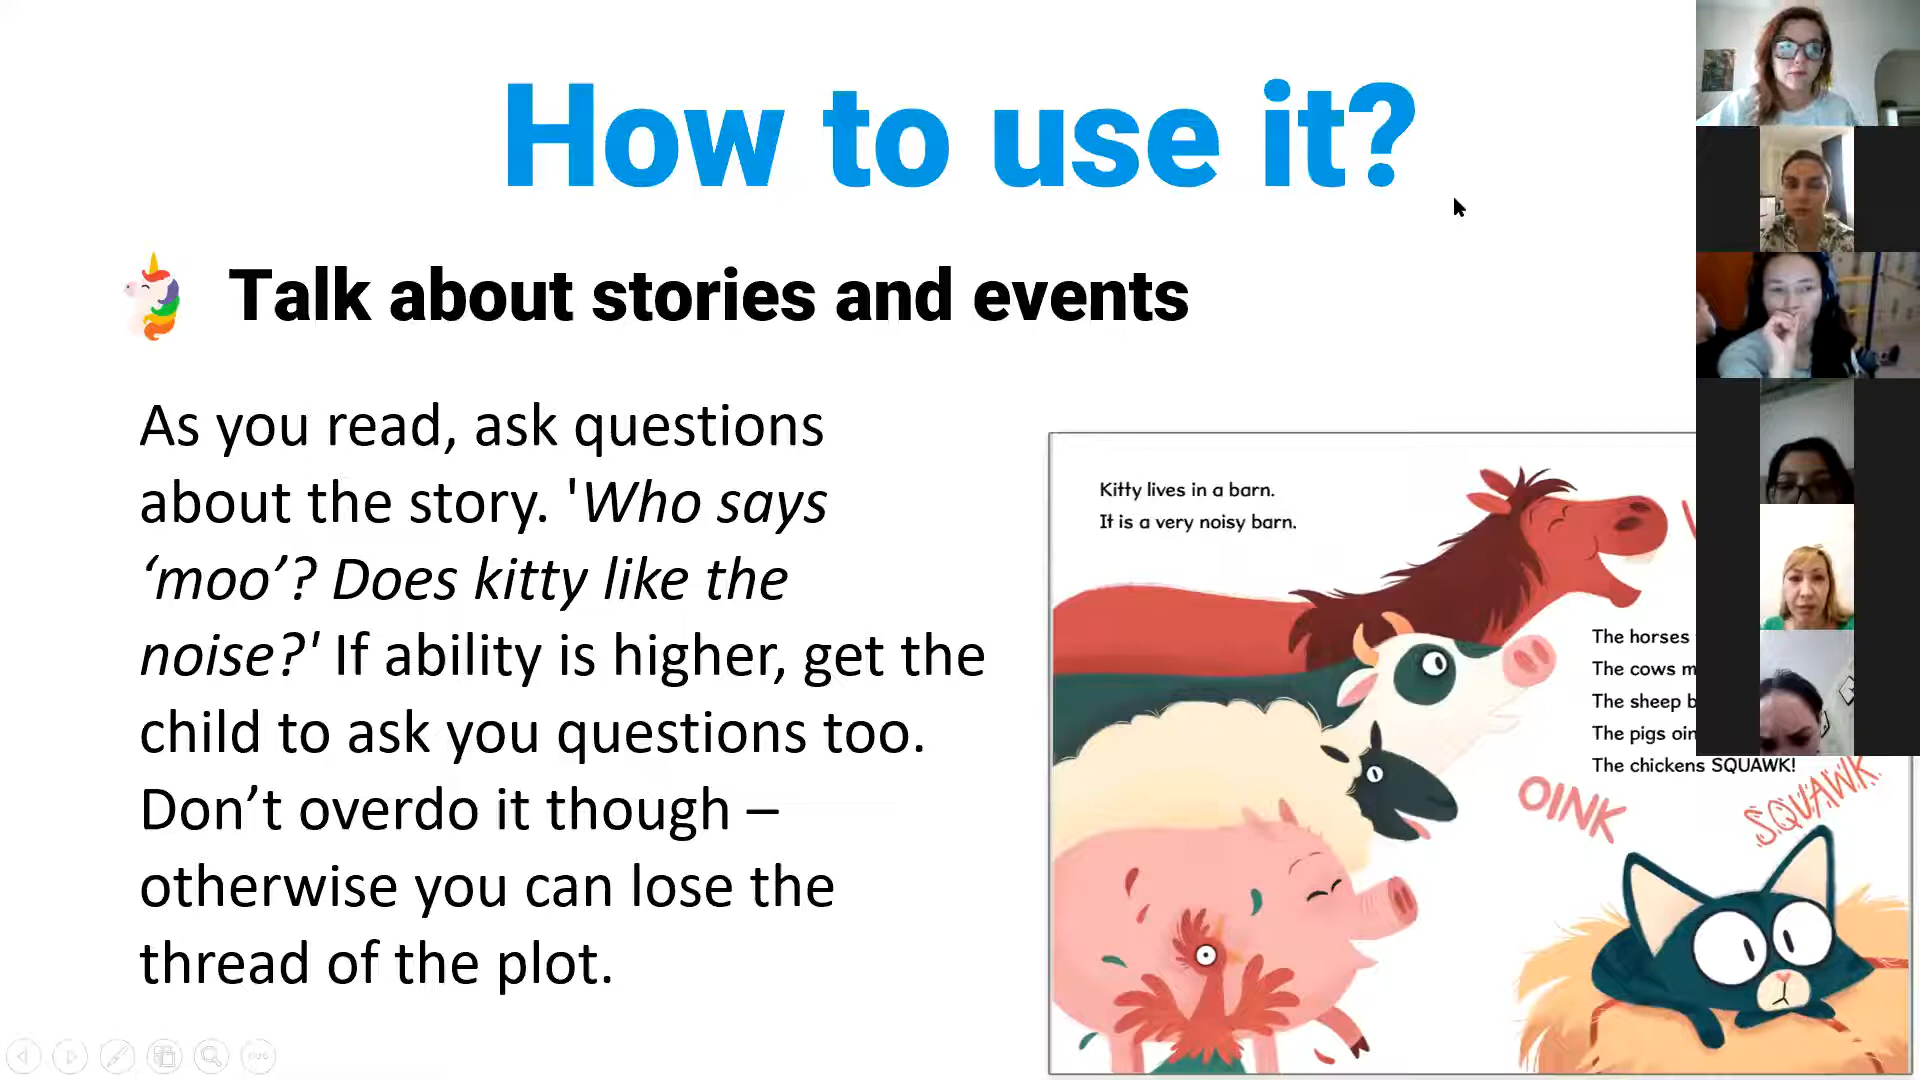 How to use it?
Talk about stories and events
As you read, ask questions
about the story. 'Who says
‘moo’? Does kitty like the
noise?' If ability is higher, get the
child to ask you questions too.
Don’t overdo it though –
otherwise you can lose the
thread of the plot.
Kitty lives in a barn.
It is a very noisy barn.
The horses
The cows
The sheep
The pigs
The chickens SQUAWK!
OINK
SQUAWK